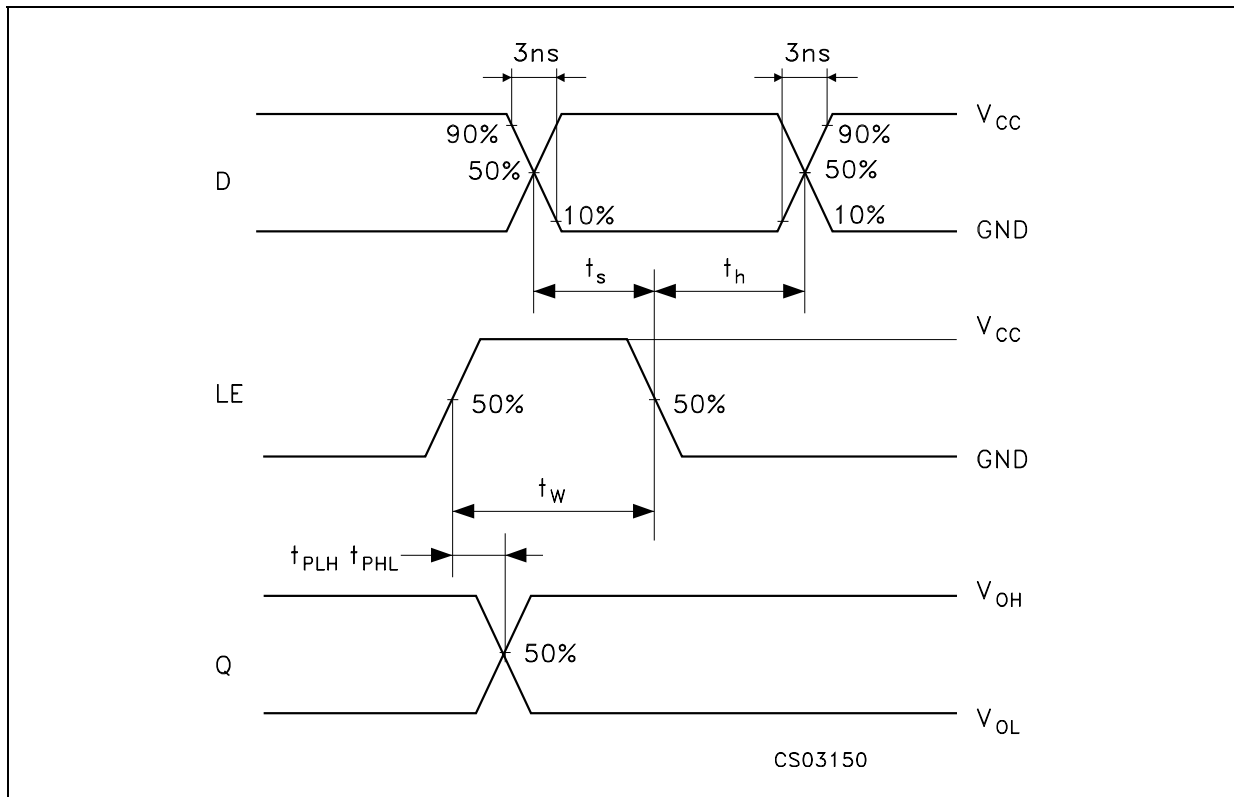 3ns 3ns
V_CC
90% 90%
D 50% 50%
10% 10%
GND
t_s t_h
V_CC
LE 50% 50%
GND
t_W
t_PLH t_PHL
V_OH
Q 50%
V_OL
CS03150